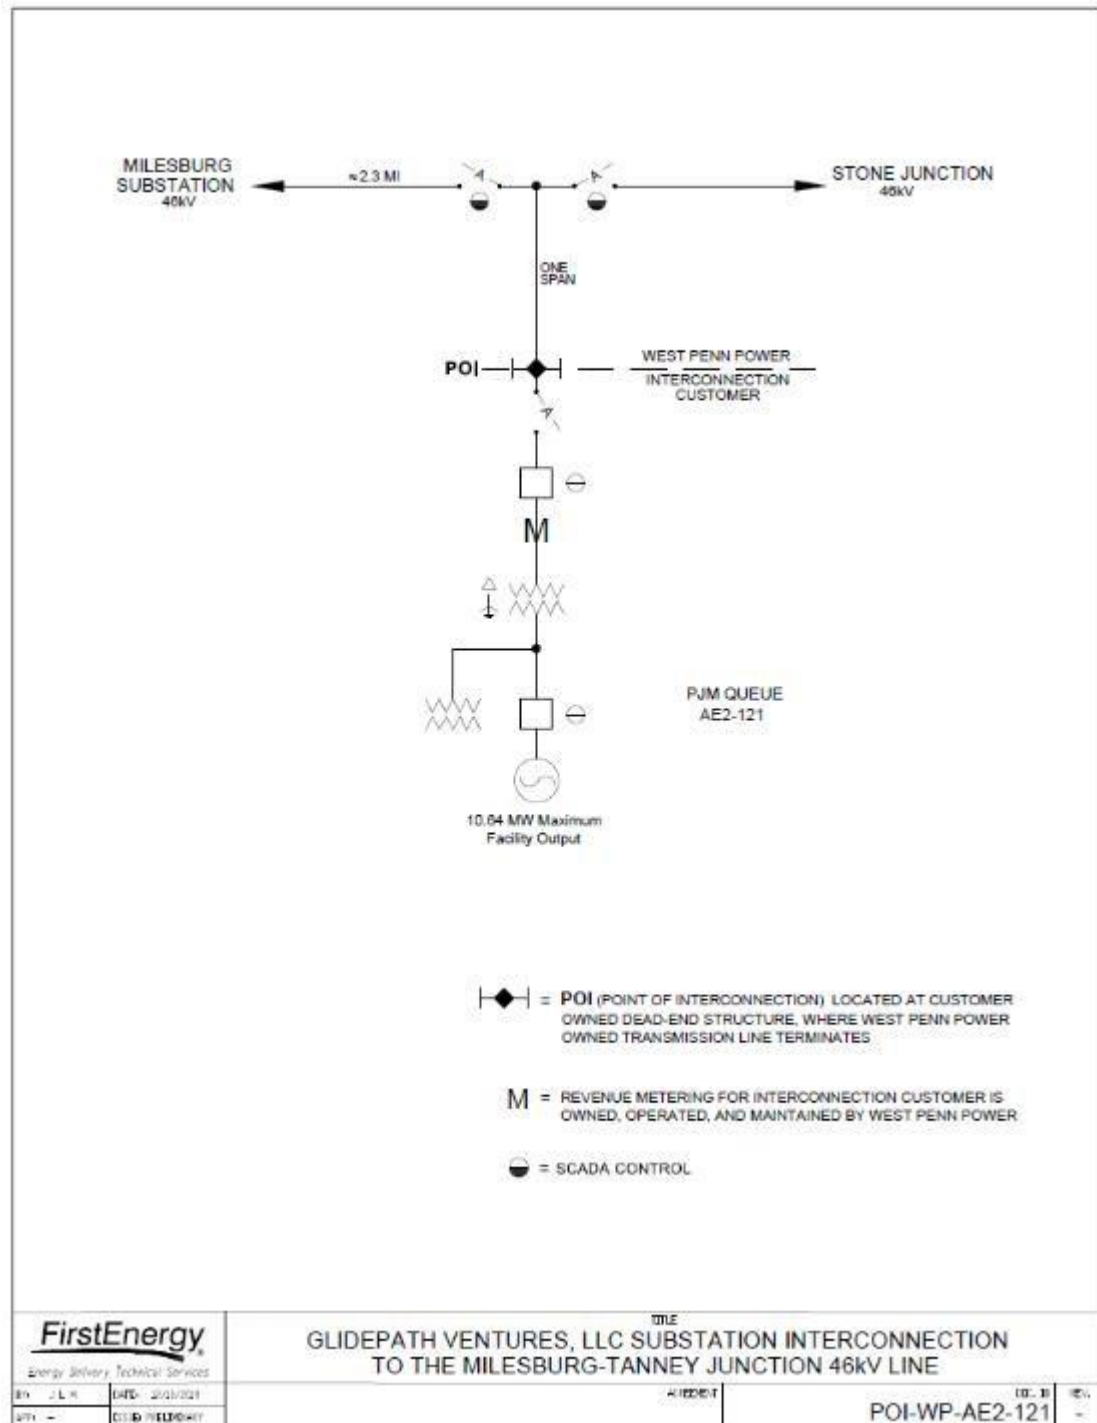 MILESBURG
SUBSTATION
46kV
≈2.3 MI
STONE JUNCTION
46kV
ONE
SPAN
POI
WEST PENN POWER
INTERCONNECTION
CUSTOMER
M
PJM QUEUE
AE2-121
10.64 MW Maximum
Facility Output
= POI (POINT OF INTERCONNECTION) LOCATED AT CUSTOMER
OWNED DEAD-END STRUCTURE, WHERE WEST PENN POWER
OWNED TRANSMISSION LINE TERMINATES
M = REVENUE METERING FOR INTERCONNECTION CUSTOMER IS
OWNED, OPERATED, AND MAINTAINED BY WEST PENN POWER
= SCADA CONTROL
FirstEnergy
Energy Delivery Technical Services
TITLE
GLIDEPATH VENTURES, LLC SUBSTATION INTERCONNECTION
TO THE MILESBURG-TANNEY JUNCTION 46kV LINE
DATE:
POI-WP-AE2-121
REV.
-